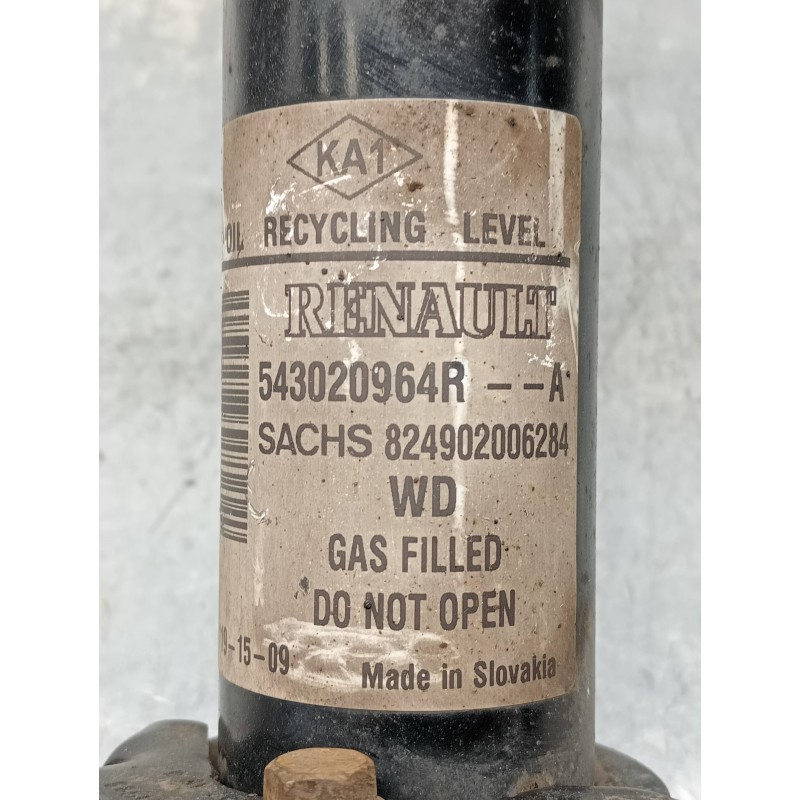 KA1
OIL RECYCLING LEVEL
RENAULT
543020964R -- A
SACHS 824902006284
WD
GAS FILLED
DO NOT OPEN
19-15-09
Made in Slovakia